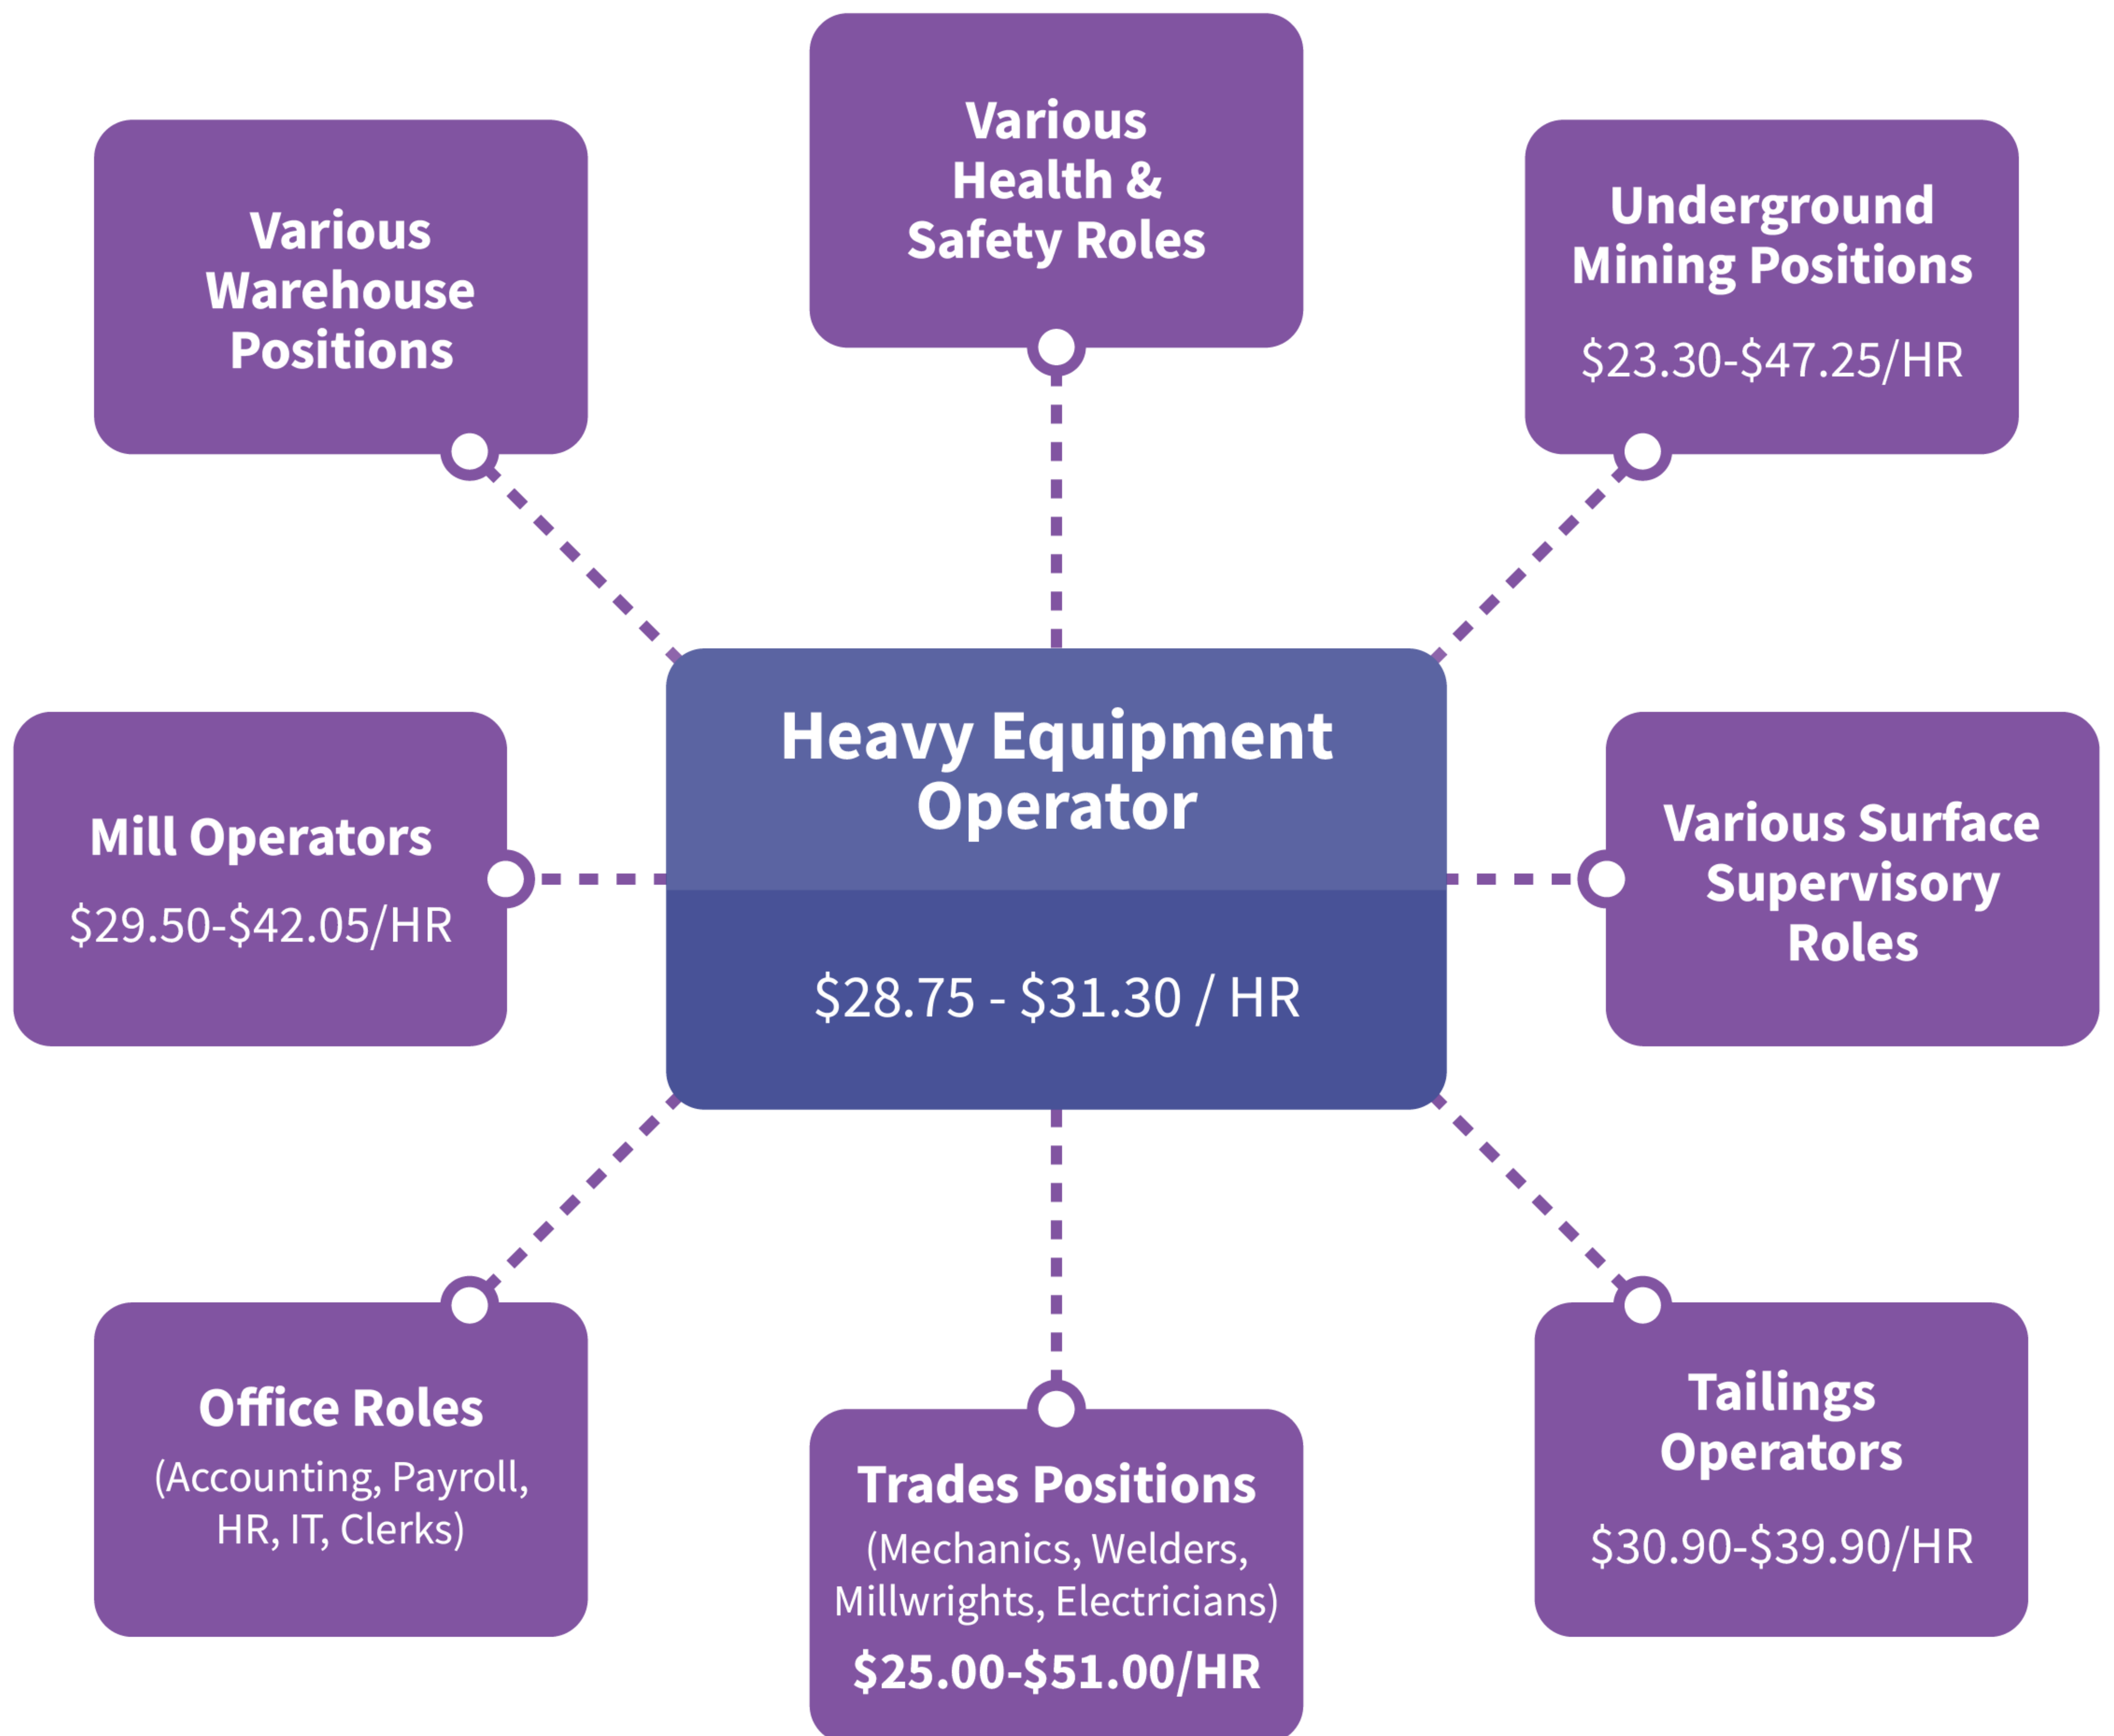 Various
Health &
Safety Roles
Various
Warehouse
Positions
Underground
Mining Positions
$23.30-$47.25/HR
Heavy Equipment
Operator
$28.75 - $31.30 / HR
Mill Operators
$29.50-$42.05/HR
Various Surface
Supervisory
Roles
Office Roles
(Accounting, Payroll,
HR, IT, Clerks)
Trades Positions
(Mechanics, Welders,
Millwrights, Electricians)
$25.00-$51.00/HR
Tailings
Operators
$30.90-$39.90/HR